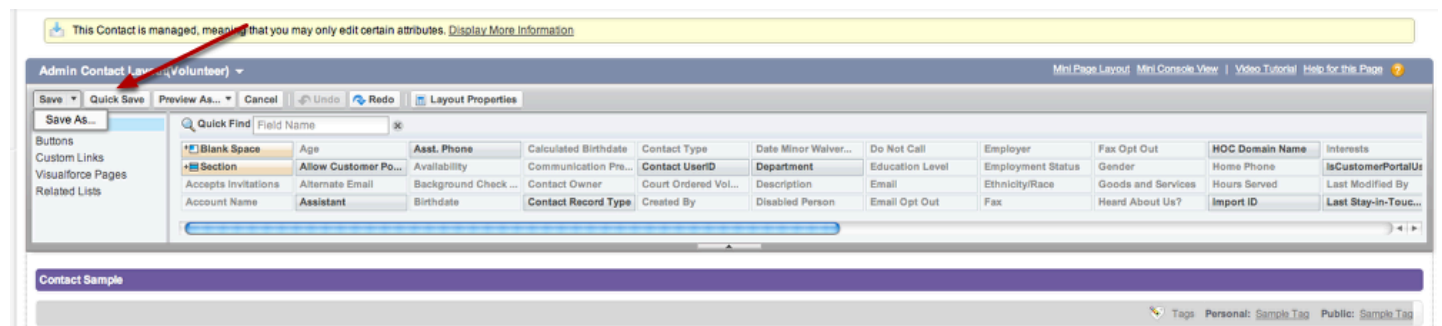 This Contact is managed, meaning that you may only edit certain attributes. Display More Information
Admin Contact (Volunteer) Mini Page Layout Mini Console View | Video Tutorial Help for this Page ?
Save Quick Save Preview As... Cancel Undo Redo Layout Properties
Save As...
Quick Find Field Name
Buttons
Custom Links
Visualforce Pages
Related Lists
Blank Space Age Asst. Phone Calculated Birthdate Contact Type Date Minor Waiver... Do Not Call Employer Fax Opt Out HOC Domain Name Interests
Section Allow Customer Po... Availability Communication Pre... Contact UserID Department Education Level Employment Status Gender Home Phone IsCustomerPortalUs
Accepts Invitations Alternate Email Background Check ... Contact Owner Court Ordered Vol... Description Email Ethnicity/Race Goods and Services Hours Served Last Modified By
Account Name Assistant Birthdate Contact Record Type Created By Disabled Person Email Opt Out Fax Heard About Us? Import ID Last Stay-in-Touc...
Contact Sample
Tags Personal: Sample Tag Public: Sample Tag